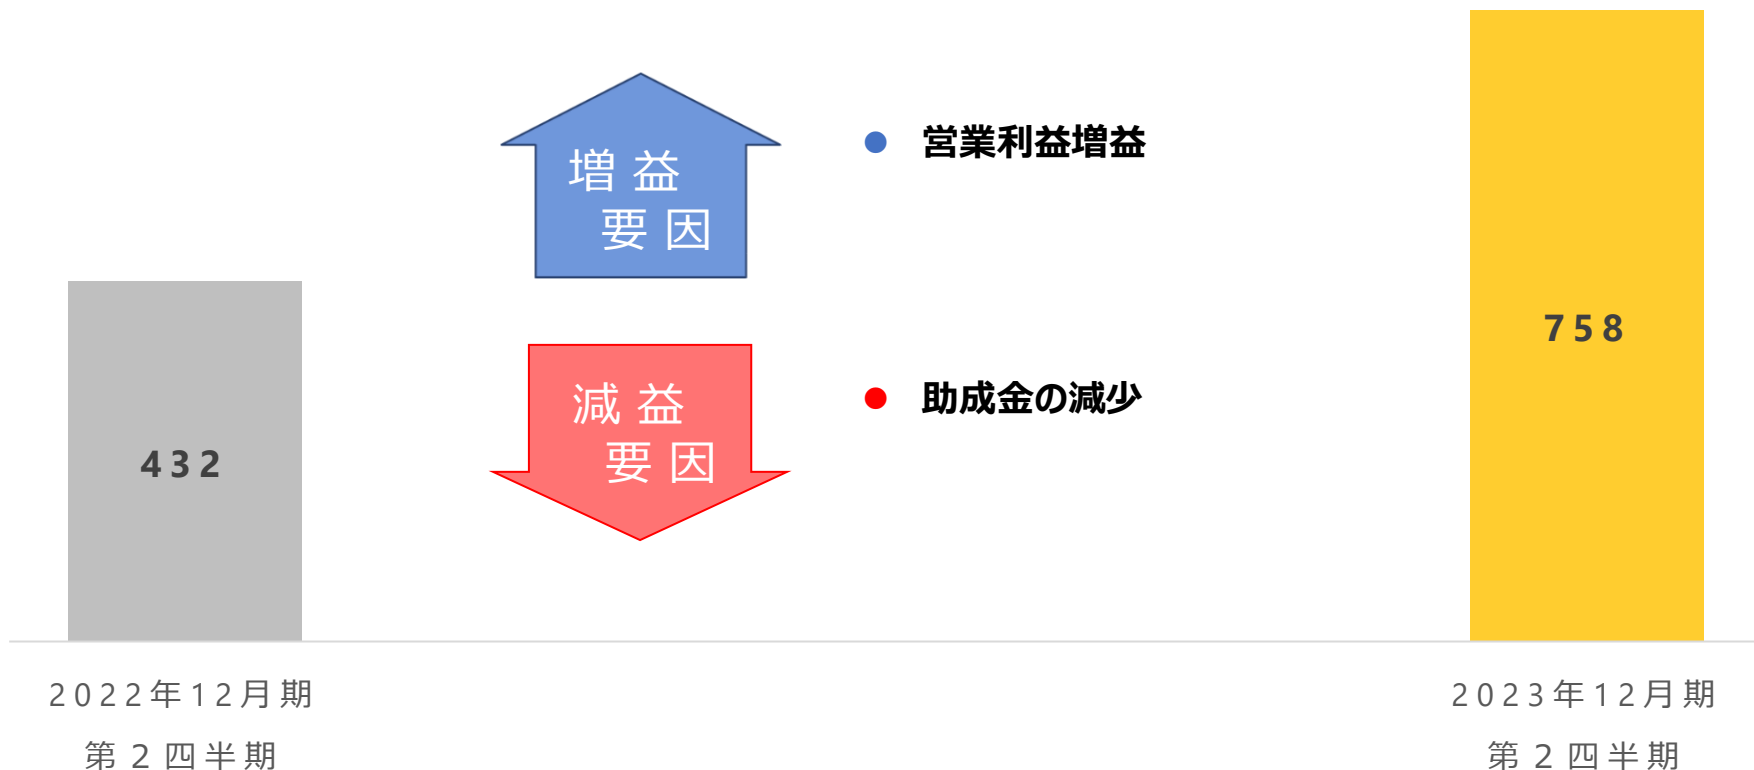 増益
要因
営業利益増益
減益
要因
助成金の減少
432
758
2022年12月期
第2四半期
2023年12月期
第2四半期